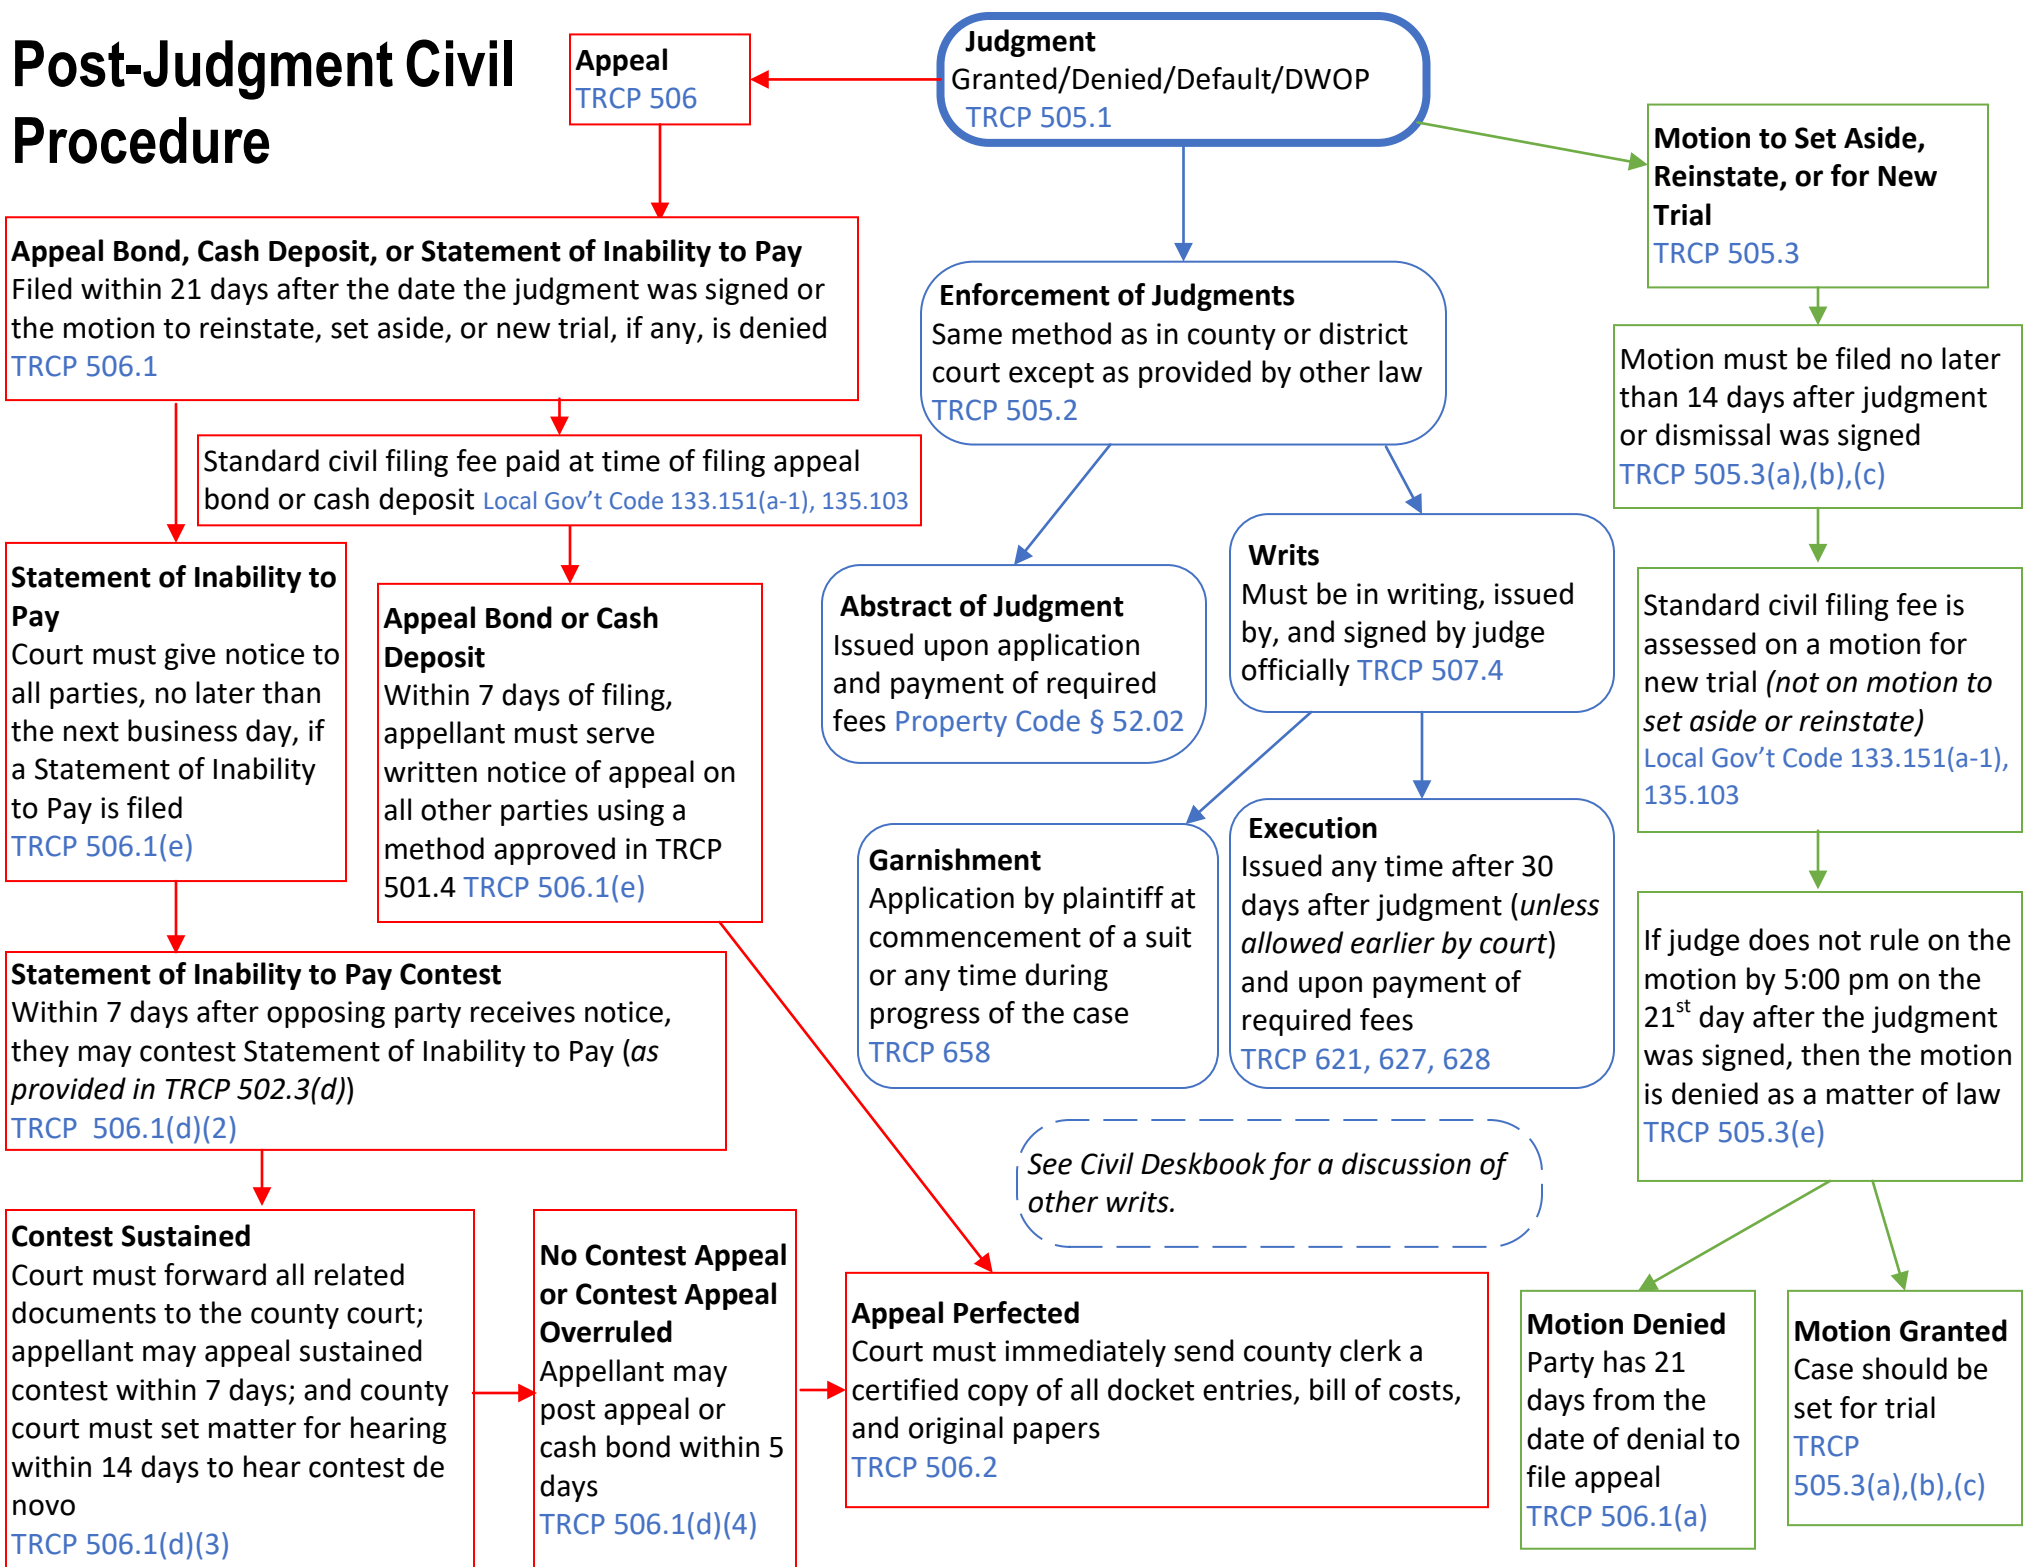 Post-Judgment Civil
Procedure
Appeal
TRCP 506
Judgment
Granted/Denied/Default/DWOP
TRCP 505.1
Motion to Set Aside,
Reinstate, or for New
Trial
TRCP 505.3
Appeal Bond, Cash Deposit, or Statement of Inability to Pay
Filed within 21 days after the date the judgment was signed or
the motion to reinstate, set aside, or new trial, if any, is denied
TRCP 506.1
Enforcement of Judgments
Same method as in county or district
court except as provided by other law
TRCP 505.2
Motion must be filed no later
than 14 days after judgment
or dismissal was signed
TRCP 505.3(a),(b),(c)
Standard civil filing fee paid at time of filing appeal
bond or cash deposit Local Gov’t Code 133.151(a-1), 135.103
Statement of Inability to
Pay
Court must give notice to
all parties, no later than
the next business day, if
a Statement of Inability
to Pay is filed
TRCP 506.1(e)
Appeal Bond or Cash
Deposit
Within 7 days of filing,
appellant must serve
written notice of appeal on
all other parties using a
method approved in TRCP
501.4 TRCP 506.1(e)
Abstract of Judgment
Issued upon application
and payment of required
fees Property Code § 52.02
Writs
Must be in writing, issued
by, and signed by judge
officially TRCP 507.4
Standard civil filing fee is
assessed on a motion for
new trial (not on motion to
set aside or reinstate)
Local Gov’t Code 133.151(a-1),
135.103
Garnishment
Application by plaintiff at
commencement of a suit
or any time during
progress of the case
TRCP 658
Execution
Issued any time after 30
days after judgment (unless
allowed earlier by court)
and upon payment of
required fees
TRCP 621, 627, 628
If judge does not rule on the
motion by 5:00 pm on the
21st day after the judgment
was signed, then the motion
is denied as a matter of law
TRCP 505.3(e)
Statement of Inability to Pay Contest
Within 7 days after opposing party receives notice,
they may contest Statement of Inability to Pay (as
provided in TRCP 502.3(d))
TRCP 506.1(d)(2)
See Civil Deskbook for a discussion of
other writs.
Contest Sustained
Court must forward all related
documents to the county court;
appellant may appeal sustained
contest within 7 days; and county
court must set matter for hearing
within 14 days to hear contest de
novo
TRCP 506.1(d)(3)
No Contest Appeal
or Contest Appeal
Overruled
Appellant may
post appeal or
cash bond within 5
days
TRCP 506.1(d)(4)
Appeal Perfected
Court must immediately send county clerk a
certified copy of all docket entries, bill of costs,
and original papers
TRCP 506.2
Motion Denied
Party has 21
days from the
date of denial to
file appeal
TRCP 506.1(a)
Motion Granted
Case should be
set for trial
TRCP
505.3(a),(b),(c)